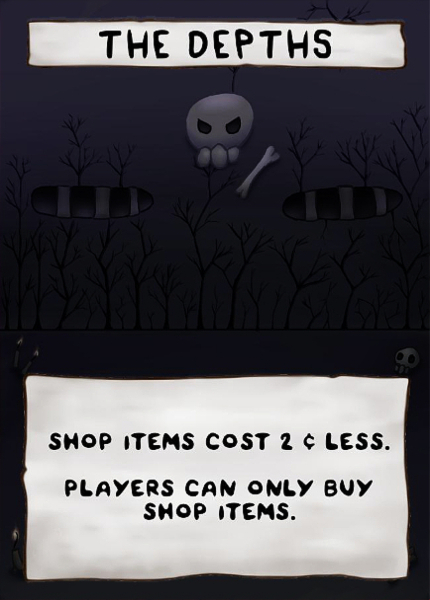 THE DEPTHS
SHOP ITEMS COST 2 ¢ LESS.
PLAYERS CAN ONLY BUY
SHOP ITEMS.